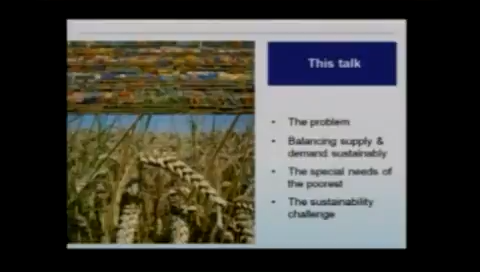 This talk
• The problem
• Balancing supply &
demand sustainably
• The special needs of
the poorest
• The sustainability
challenge